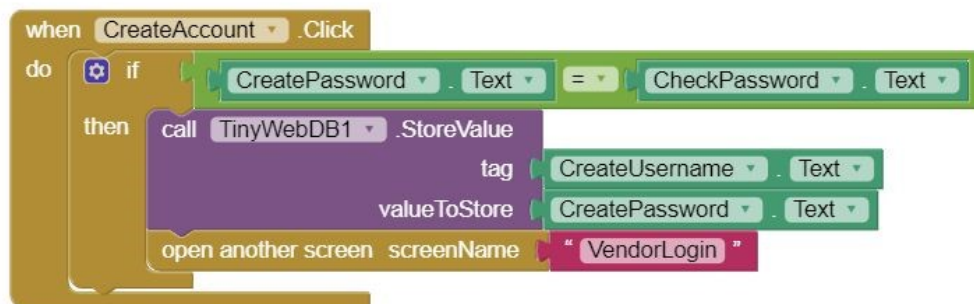 when CreateAccount .Click
do if CreatePassword . Text = CheckPassword . Text
then call TinyWebDB1 .StoreValue
tag CreateUsername . Text
valueToStore CreatePassword . Text
open another screen screenName “ VendorLogin ”